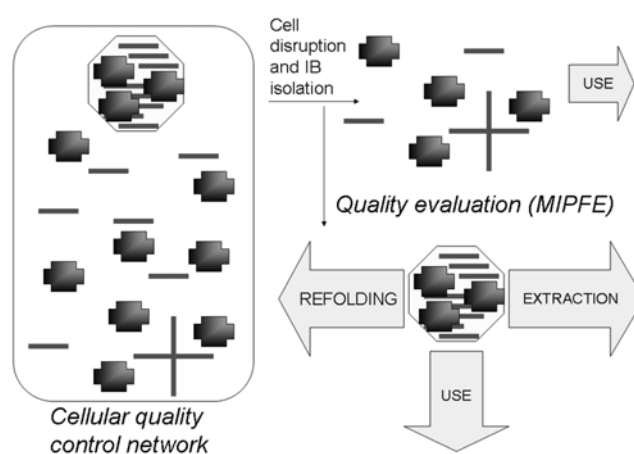 Cell
disruption
and IB
isolation
USE
Quality evaluation (MIPFE)
REFOLDING
EXTRACTION
USE
Cellular quality
control network